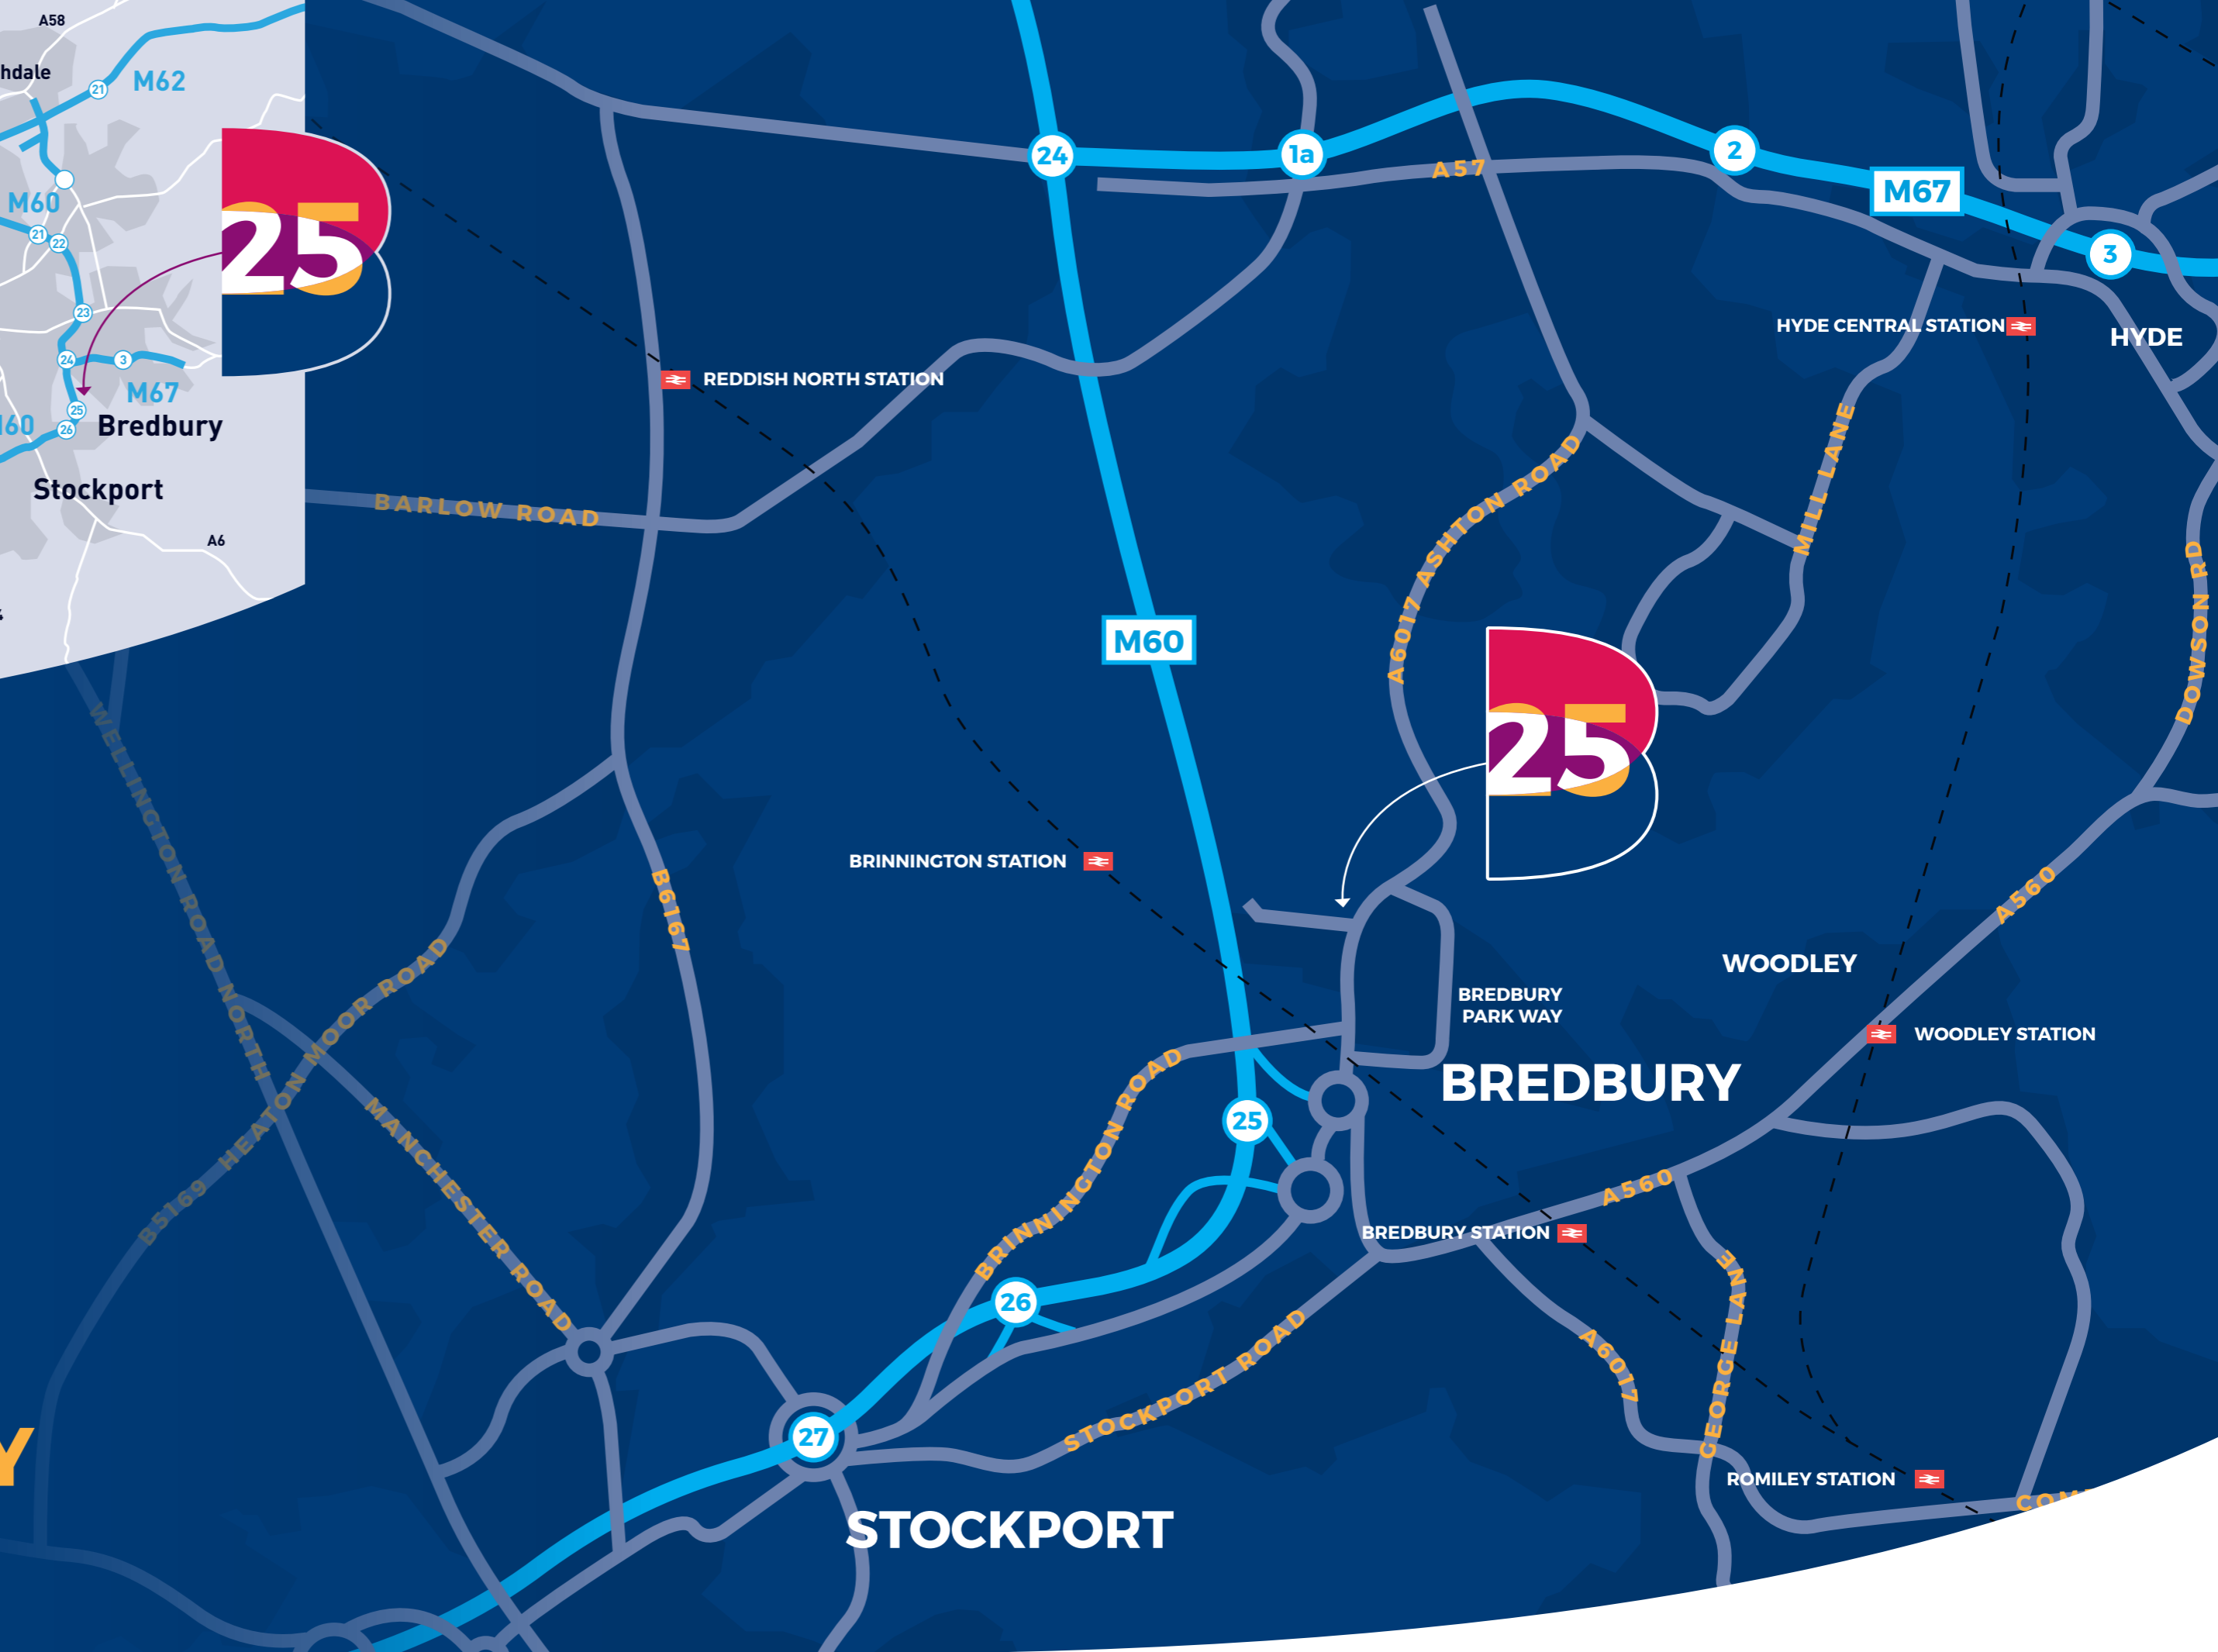 A58
hdale
21
M62
M60
21
22
23
24
3
M67
25
26
Bredbury
Stockport
A6
25
24
1a
2
A57
M67
3
HYDE CENTRAL STATION
HYDE
REDDISH NORTH STATION
BARLOW ROAD
MILL LANE
A6017 ASHTON ROAD
DOWSON RD
M60
25
WELLINGTON ROAD NORTH
BRINNINGTON STATION
B6167
A560
WOODLEY
BREDBURY
PARK WAY
WOODLEY STATION
BREDBURY
B5169 HEATON MOOR ROAD
MANCHESTER ROAD
BRINNINGTON ROAD
25
A560
BREDBURY STATION
26
GEORGE LANE
A6017
STOCKPORT ROAD
27
Y
ROMILEY STATION
STOCKPORT